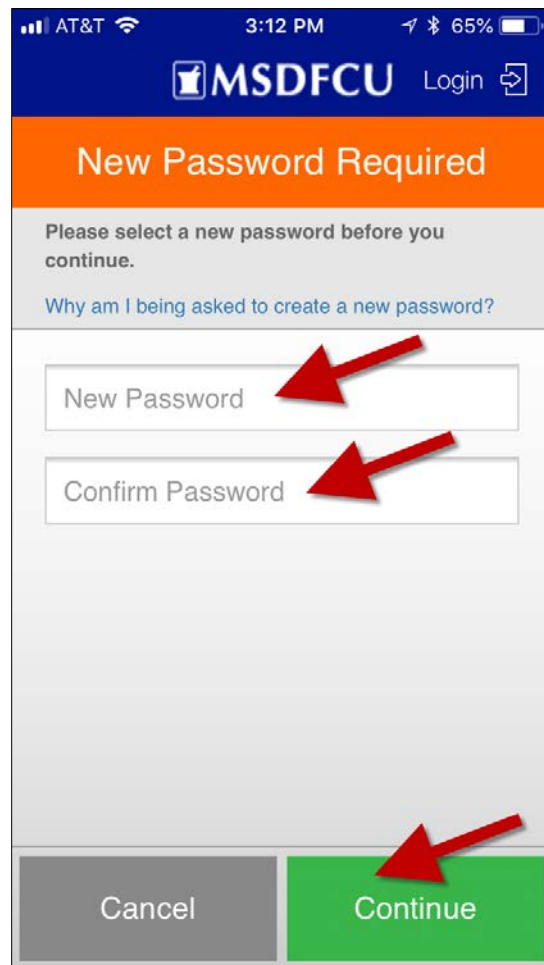 AT&T 3:12 PM 65%
MSDFCU Login
New Password Required
Please select a new password before you
continue.
Why am I being asked to create a new password?
New Password
Confirm Password
Cancel Continue